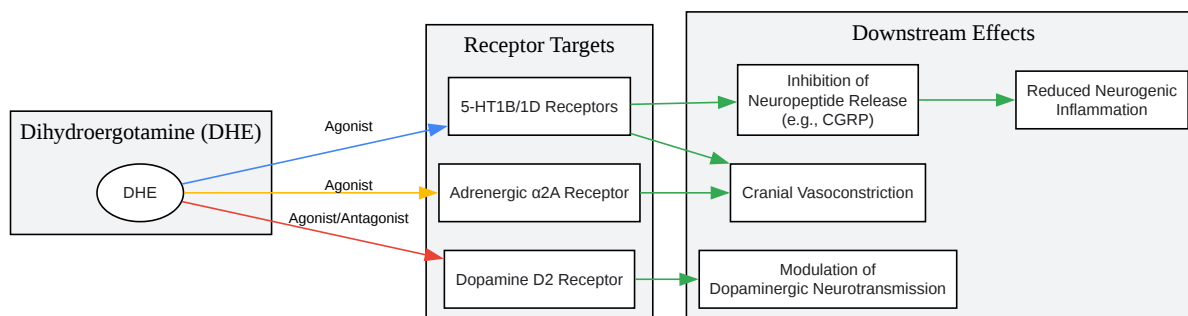 Dihydroergotamine (DHE)
DHE
Agonist
Agonist
Agonist/Antagonist
Receptor Targets
5-HT1B/1D Receptors
Adrenergic α2A Receptor
Dopamine D2 Receptor
Downstream Effects
Inhibition of
Neuropeptide Release
(e.g., CGRP)
Reduced Neurogenic
Inflammation
Cranial Vasoconstriction
Modulation of
Dopaminergic Neurotransmission